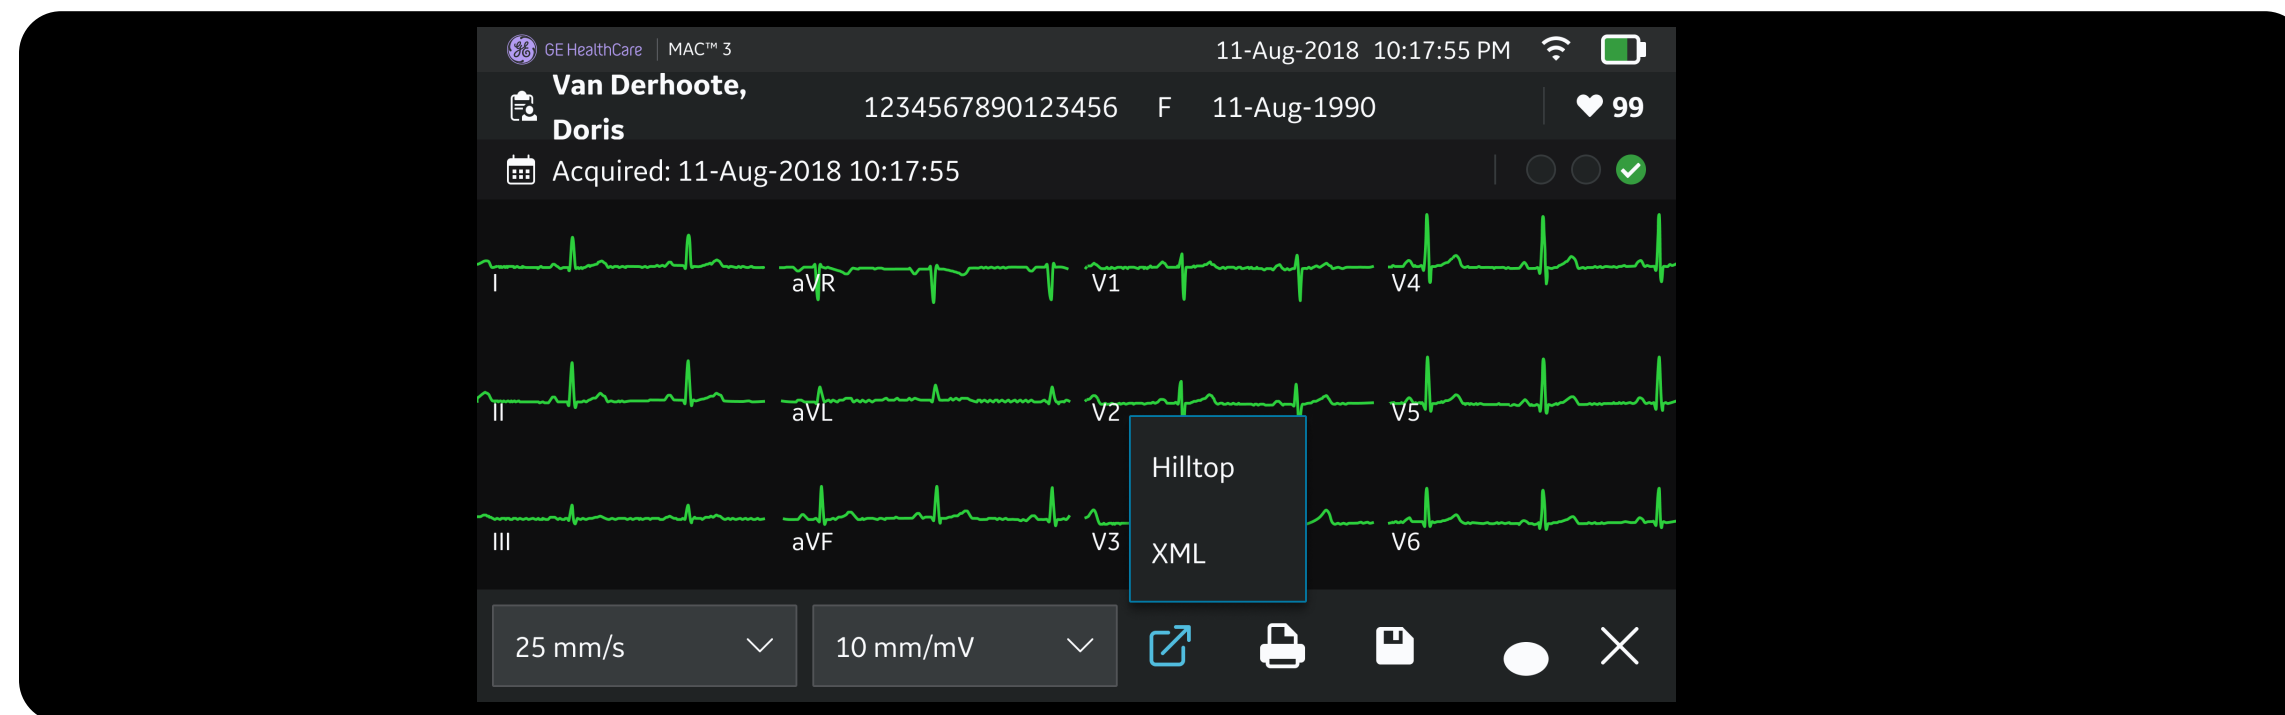 GE HealthCare MAC™ 3 11-Aug-2018 10:17:55 PM
Van Derhoote,
Doris
1234567890123456 F 11-Aug-1990 99
Acquired: 11-Aug-2018 10:17:55
I aVR V1 V4
II aVL V2 V5
Hilltop
III aVF V3 V6
XML
25 mm/s 10 mm/mV